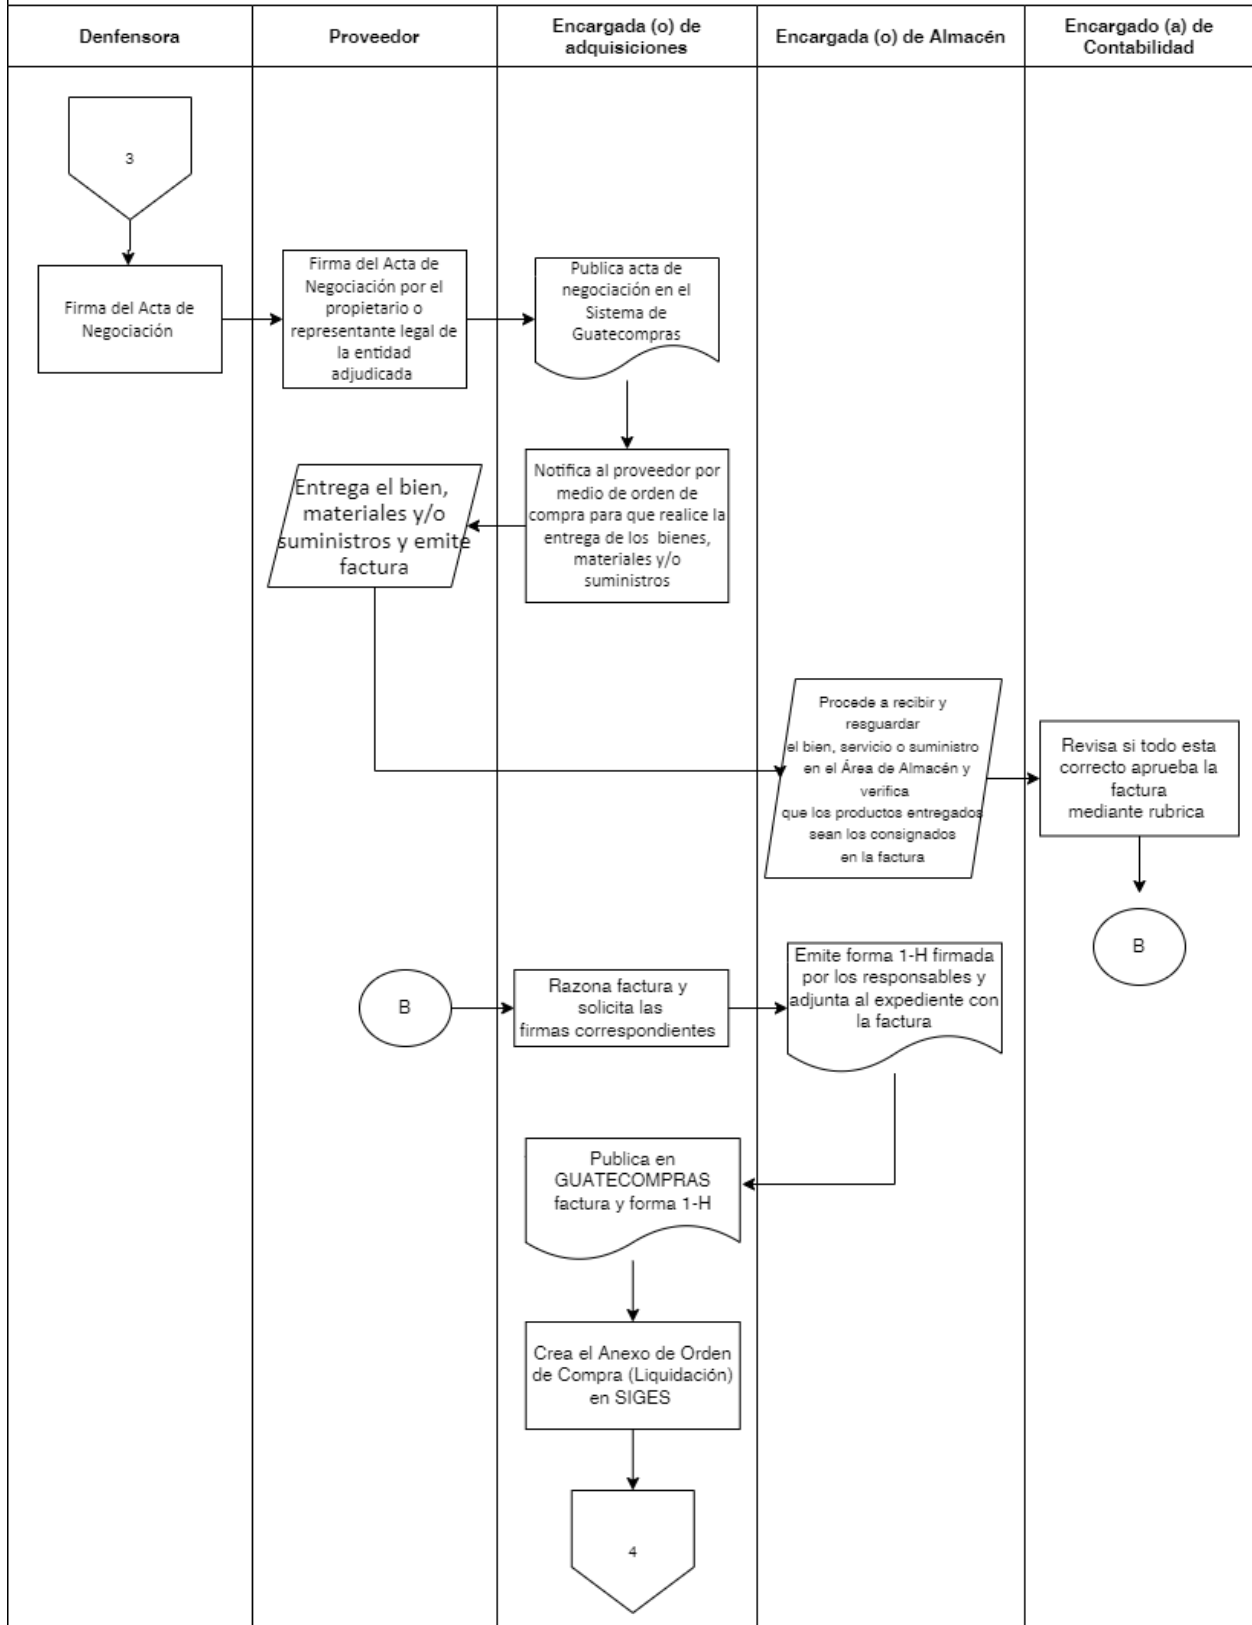 Denfensora
Proveedor
Encargada (o) de
adquisiciones
Encargada (o) de Almacén
Encargado (a) de
Contabilidad
3
Firma del Acta de
Negociación
Firma del Acta de
Negociación por el
propietario o
representante legal de
la entidad
adjudicada
Publica acta de
negociación en el
Sistema de
Guatecompras
Notifica al proveedor por
medio de orden de
compra para que realice la
entrega de los bienes,
materiales y/o
suministros
Entrega el bien,
materiales y/o
suministros y emite
factura
Procede a recibir y
resguardar
el bien, servicio o suministro
en el Área de Almacén y
verifica
que los productos entregados
sean los consignados
en la factura
Revisa si todo esta
correcto aprueba la
factura
mediante rubrica
B
B
Razona factura y
solicita las
firmas correspondientes
Emite forma 1-H firmada
por los responsables y
adjunta al expediente con
la factura
Publica en
GUATECOMPRAS
factura y forma 1-H
Crea el Anexo de Orden
de Compra (Liquidación)
en SIGES
4